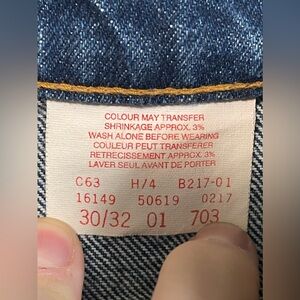 COLOUR MAY TRANSFER
SHRINKAGE APPROX. 3%
WASH ALONE BEFORE WEARING
COULEUR PEUT TRANSFERER
RETRECISSEMENT APPROX. 3%
LAVER SEUL AVANT DE PORTER
C63 H/4 B217-01
16149 50619 0217
30/32 01 703